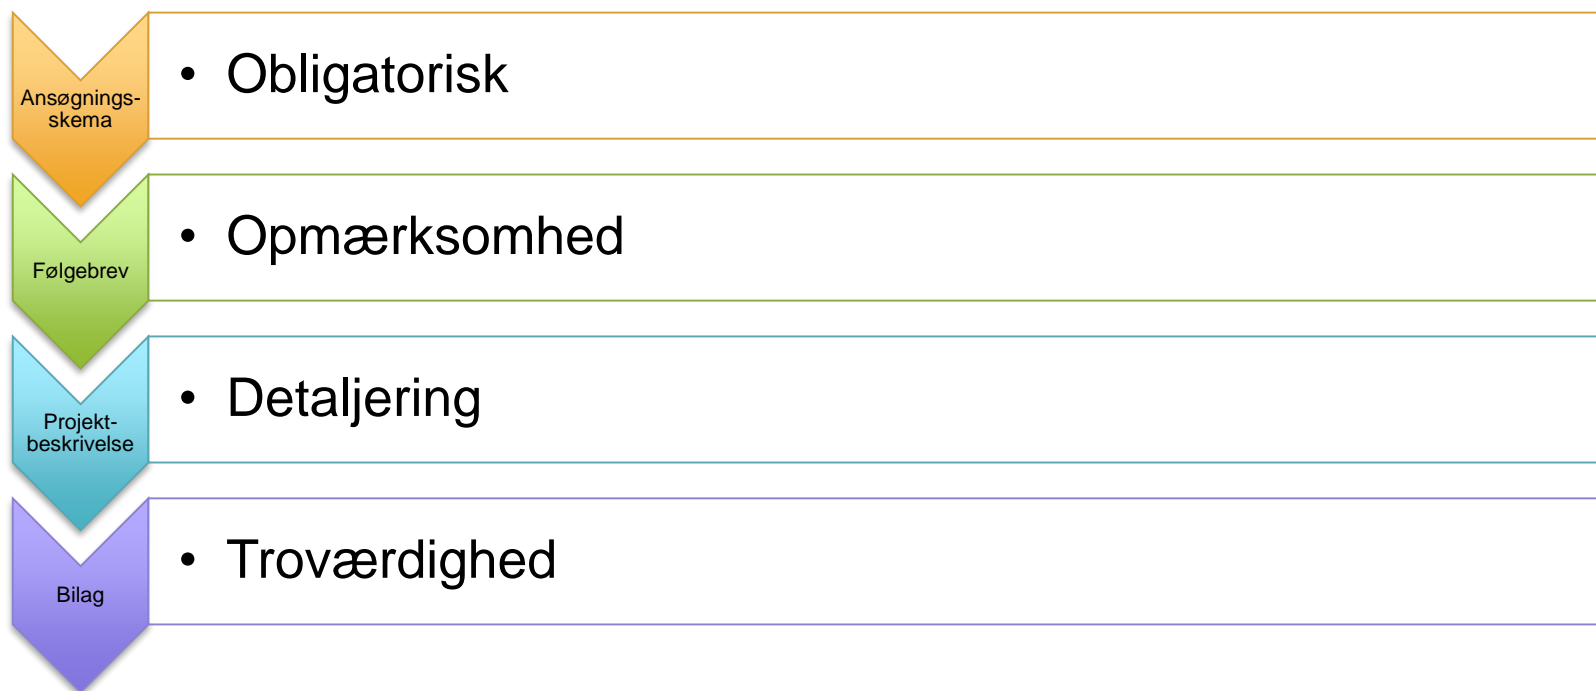 Ansøgnings-
skema
• Obligatorisk
Følgebrev
• Opmærksomhed
Projekt-
beskrivelse
• Detaljering
Bilag
• Troværdighed